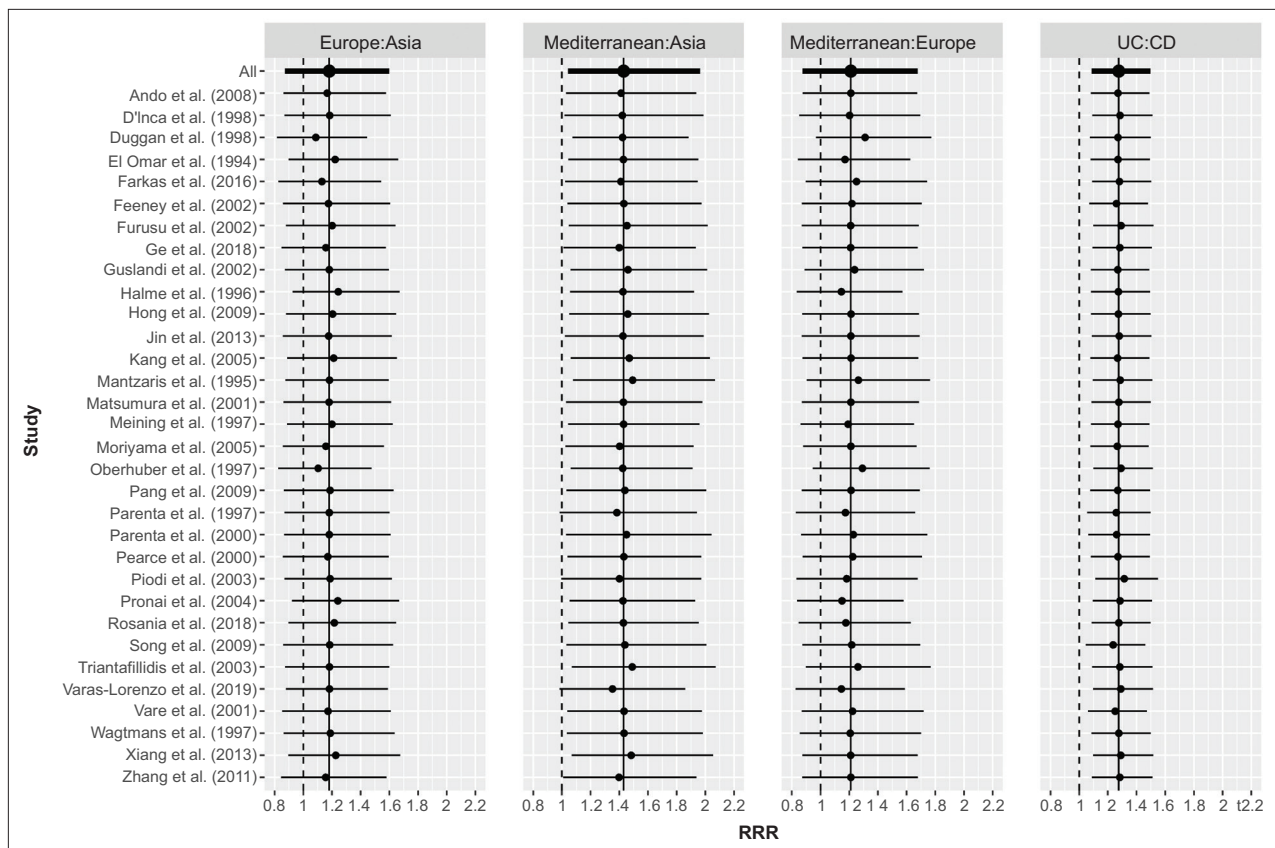 Europe:Asia Mediterranean:Asia Mediterranean:Europe UC:CD
All
Ando et al. (2008)
D'Inca et al. (1998)
Duggan et al. (1998)
El Omar et al. (1994)
Farkas et al. (2016)
Feeney et al. (2002)
Furusu et al. (2002)
Ge et al. (2018)
Guslandi et al. (2002)
Halme et al. (1996)
Hong et al. (2009)
Jin et al. (2013)
Kang et al. (2005)
Mantzaris et al. (1995)
Matsumura et al. (2001)
Meining et al. (1997)
Moriyama et al. (2005)
Oberhuber et al. (1997)
Pang et al. (2009)
Parenta et al. (1997)
Parenta et al. (2000)
Pearce et al. (2000)
Piodi et al. (2003)
Pronai et al. (2004)
Rosania et al. (2018)
Song et al. (2009)
Triantafillidis et al. (2003)
Varas-Lorenzo et al. (2019)
Vare et al. (2001)
Wagtmans et al. (1997)
Xiang et al. (2013)
Zhang et al. (2011)
Study
0.8 1 1.2 1.4 1.6 1.8 2 2.2 0.8 1 1.2 1.4 1.6 1.8 2 2.2 0.8 1 1 2 1 4 1.6 1.8 2 2.2 0.8 1 1.2 1.4 1.6 1.8 2 t2.2
RRR